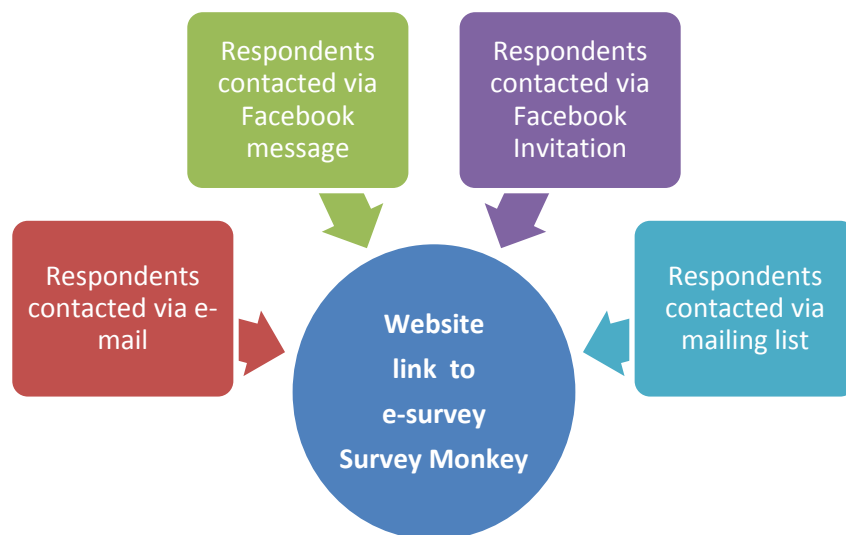 Respondents
contacted via
Facebook
message
Respondents
contacted via
Facebook
Invitation
Respondents
contacted via e-
mail
Respondents
contacted via
mailing list
Website
link to
e-survey
Survey Monkey